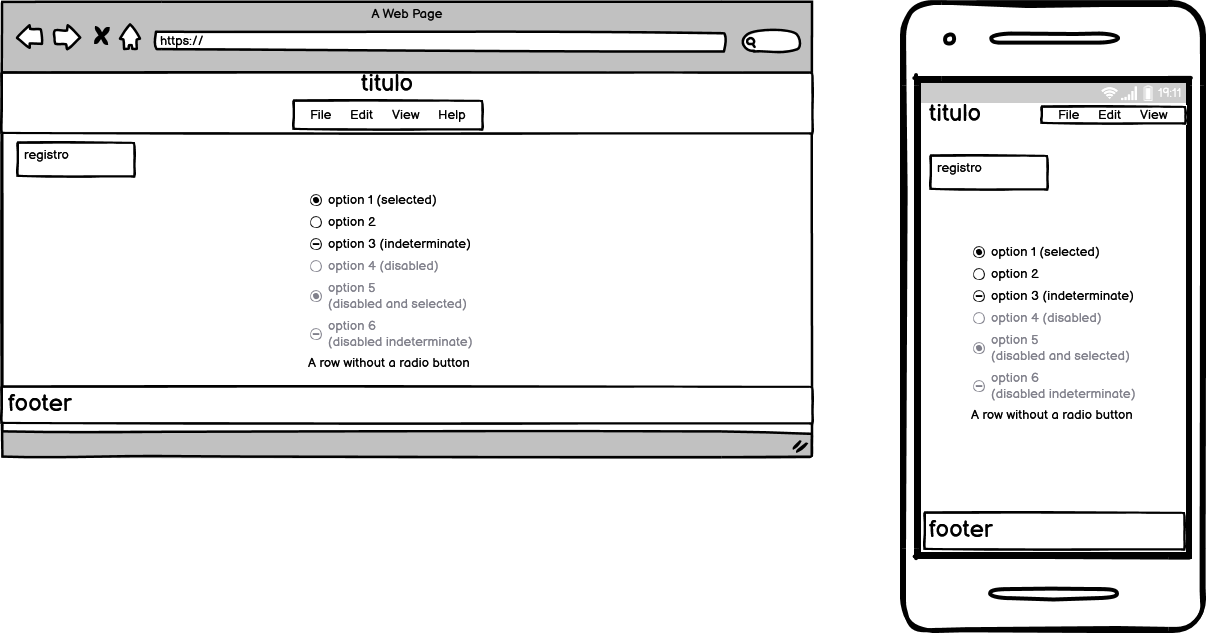 A Web Page
https://
titulo
File Edit View Help
registro
option 1 (selected)
option 2
option 3 (indeterminate)
option 4 (disabled)
option 5
(disabled and selected)
option 6
(disabled indeterminate)
A row without a radio button
footer
19:11
titulo
File Edit View
registro
option 1 (selected)
option 2
option 3 (indeterminate)
option 4 (disabled)
option 5
(disabled and selected)
option 6
(disabled indeterminate)
A row without a radio button
footer